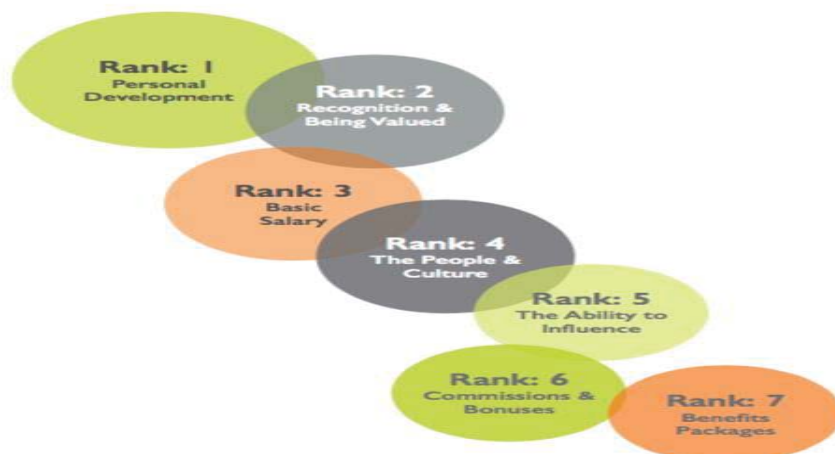 Rank: 1
Personal
Development
Rank: 2
Recognition &
Being Valued
Rank: 3
Basic
Salary
Rank: 4
The People &
Culture
Rank: 5
The Ability to
Influence
Rank: 6
Commissions &
Bonuses
Rank: 7
Benefits
Packages